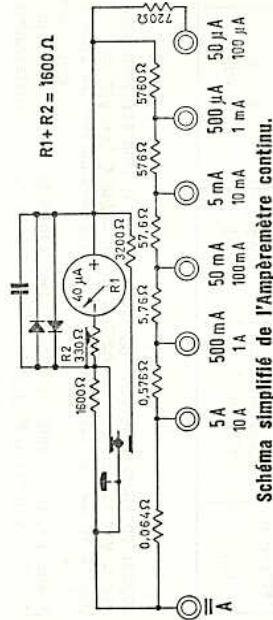 R1 + R2 = 1600 Ω
40 µA
R1
R2
330Ω
1600Ω
3200Ω
720Ω
0,064Ω
0,576Ω
5,76Ω
57,6Ω
576Ω
5760Ω
A
5 A
10 A
500 mA
1 A
50 mA
100 mA
5 mA
10 mA
500 µA
1 mA
50 µA
100 µA
Schéma simplifié de l'Ampèremètre continu.